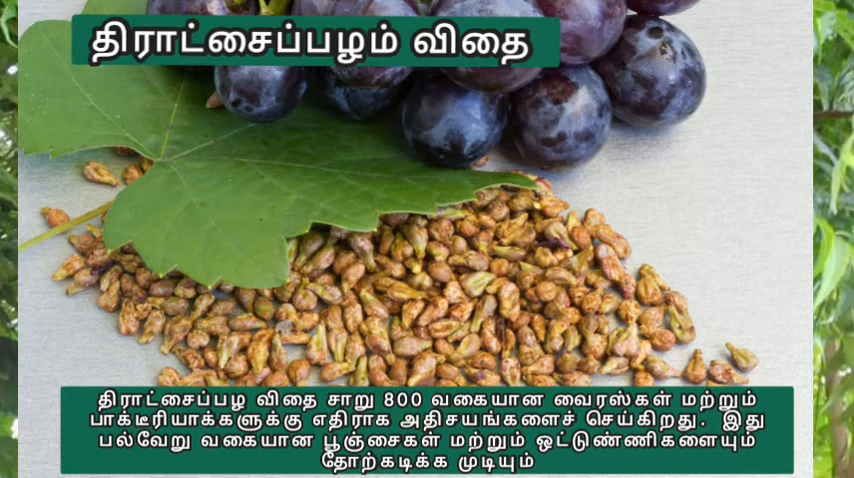 திராட்சைப்பழம் விதை
திராட்சைப்பழ விதை சாறு 800 வகையான வைரஸ்கள் மற்றும்
பாக்டீரியாக்களுக்கு எதிராக அதிசயங்களைச் செய்கிறது. இது
பல்வேறு வகையான பூஞ்சைகள் மற்றும் ஒட்டுண்ணிகளையும்
தோற்கடிக்க முடியும்